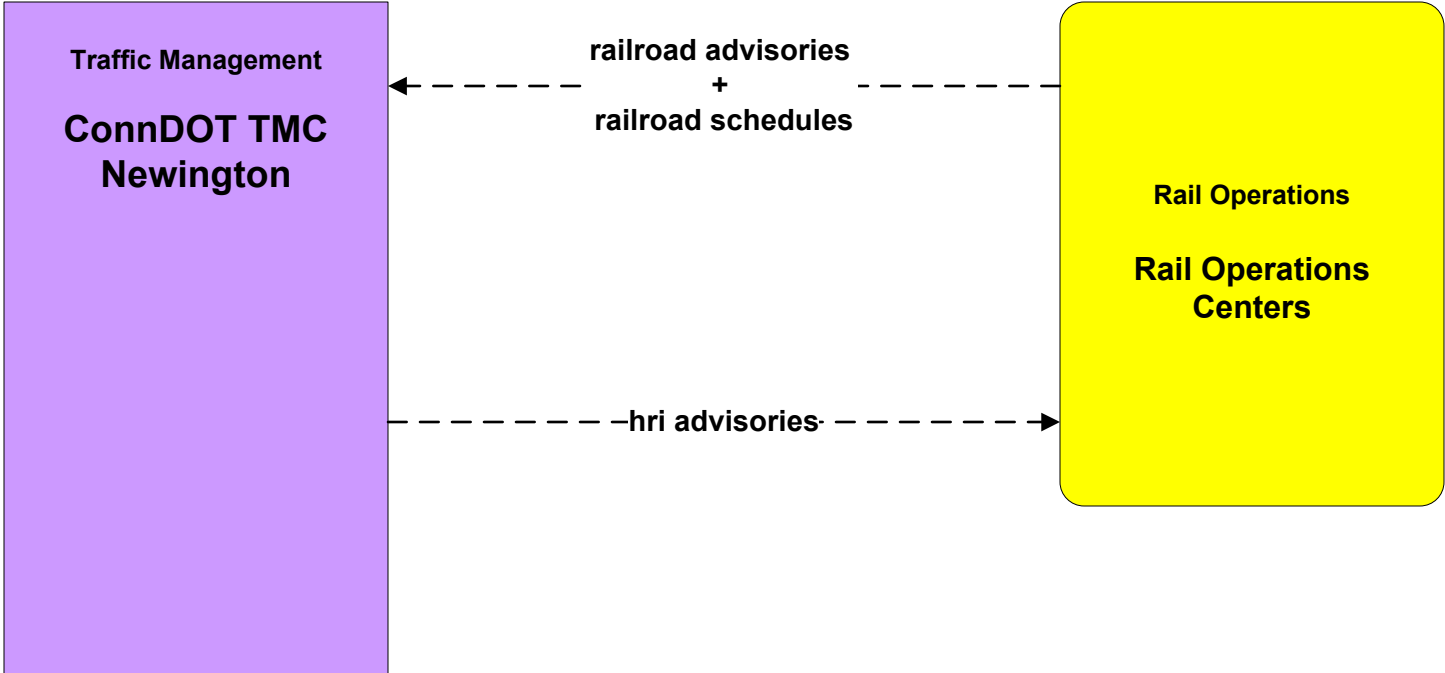 Traffic Management
ConnDOT TMC
Newington
railroad advisories
+
railroad schedules
Rail Operations
Rail Operations
Centers
hri advisories